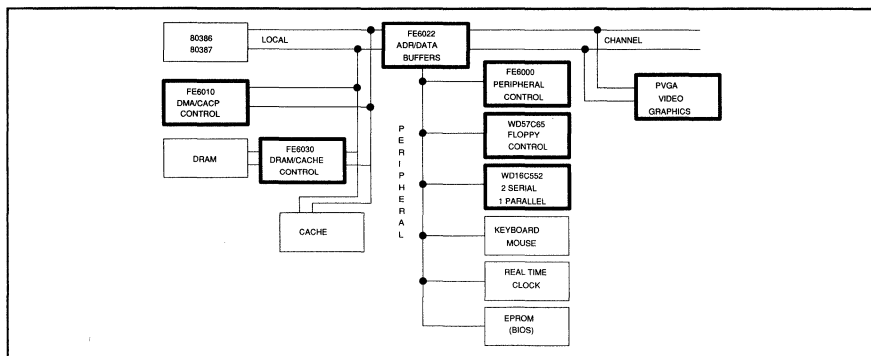 80386
80387
LOCAL
FE6022
ADR/DATA
BUFFERS
CHANNEL
FE6010
DMA/CACP
CONTROL
DRAM
FE6030
DRAM/CACHE
CONTROL
CACHE
PERIPHERAL
FE6000
PERIPHERAL
CONTROL
WD57C65
FLOPPY
CONTROL
WD16C552
2 SERIAL
1 PARALLEL
KEYBOARD
MOUSE
REAL TIME
CLOCK
EPROM
(BIOS)
PVGA
VIDEO
GRAPHICS